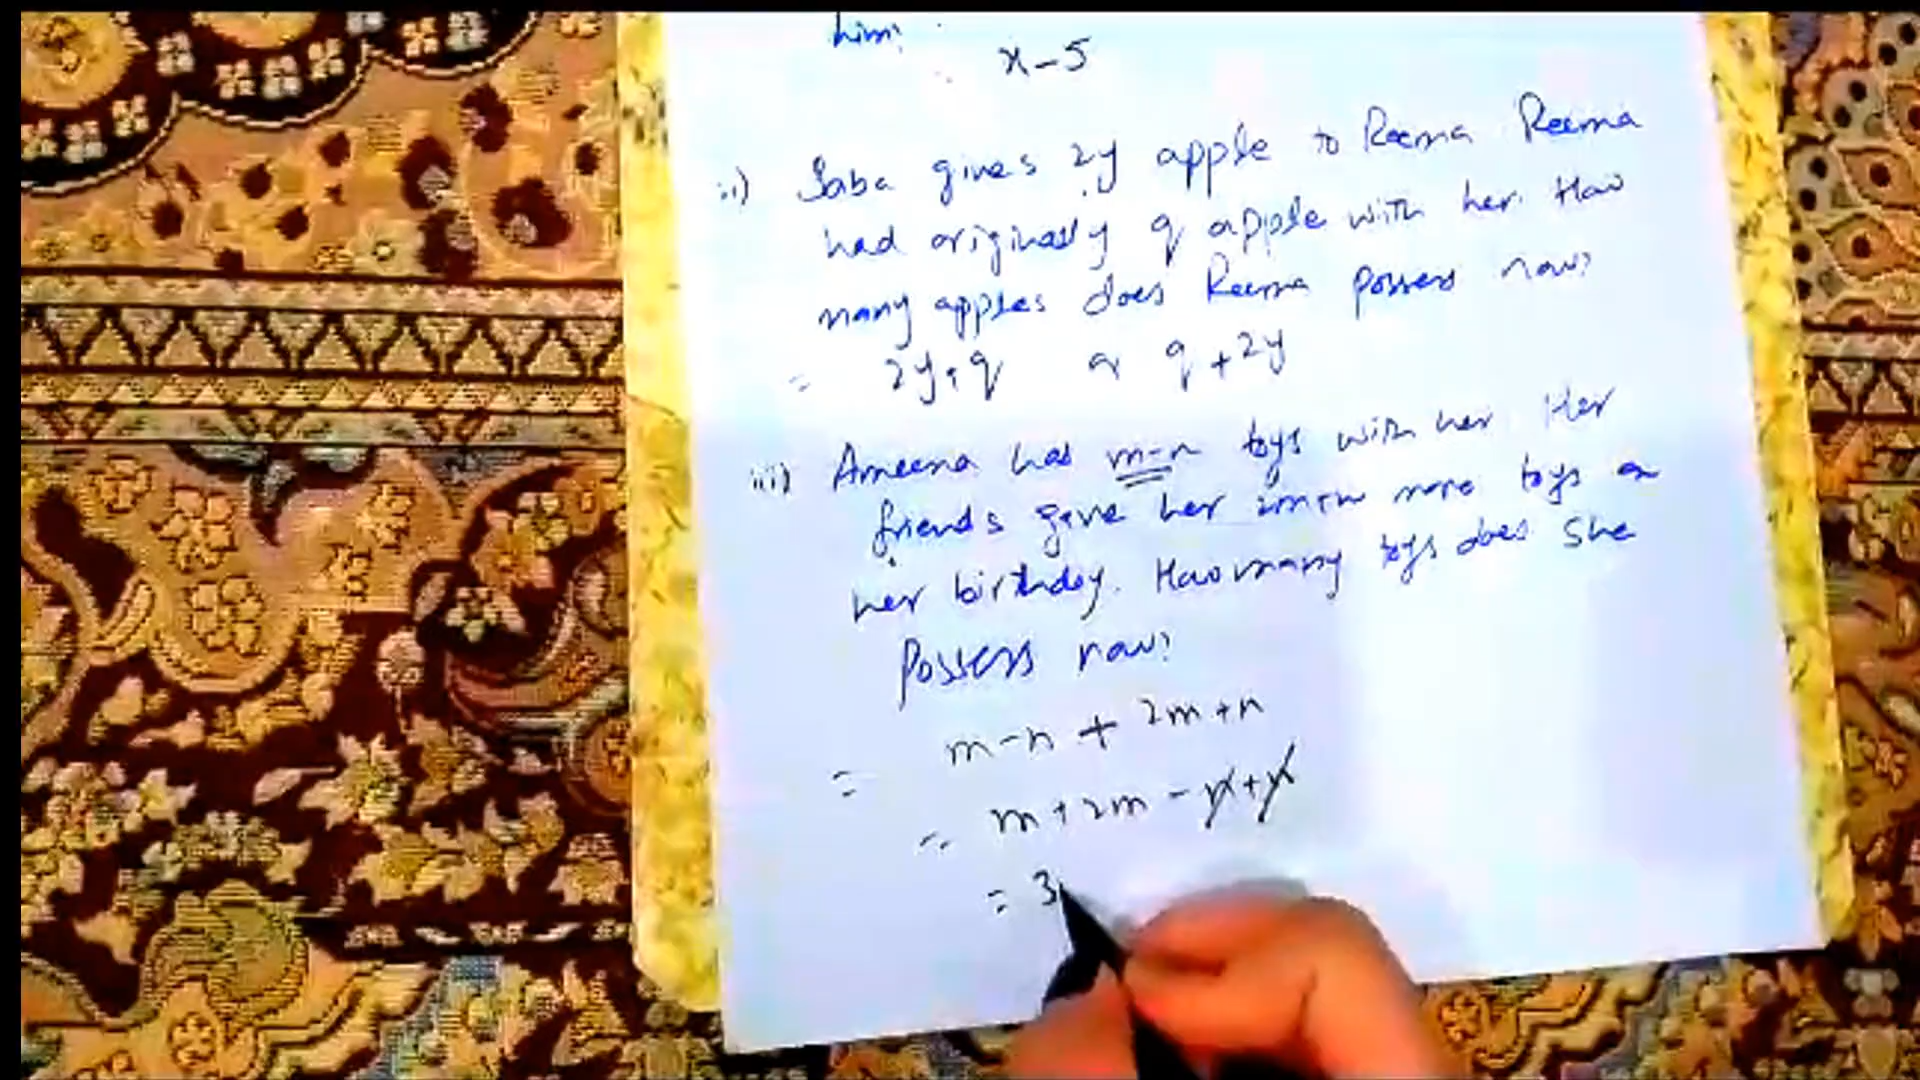 him?
x-5
ii) Saba gives 2y apple to Reema Reema
had originally q apple with her. How
many apples does Reema possess now?
= 2y+q or q+2y
iii) Ameena has m-n toys with her Her
friends gave her 2m+n more toys on
her birthday. How many toys does she
Possess now?
= m-n + 2m+n
= m+2m-n+n
= 3